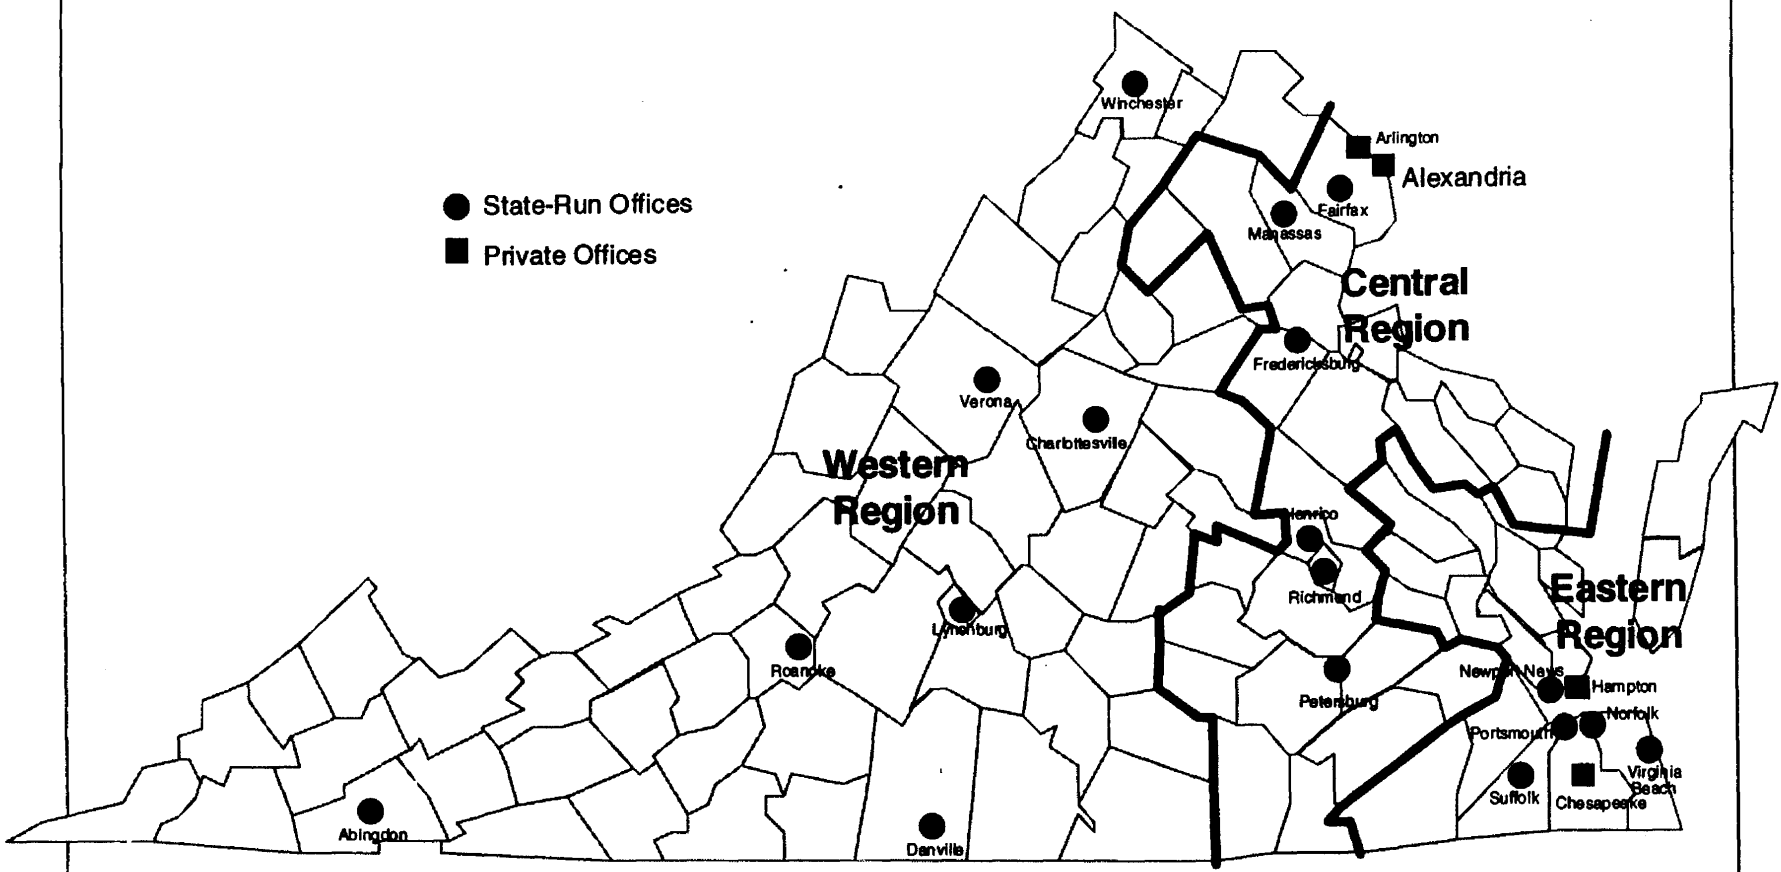 Winchester
Arlington
Alexandria
State-Run Offices
Fairfax
Manassas
Private Offices
Central
Region
Fredericksburg
Verona
Charlottesville
Western
Region
Henrico
Richmond
Eastern
Region
Lynchburg
Roanoke
Newport News
Hampton
Petersburg
Norfolk
Portsmouth
Virginia
Beach
Suffolk
Chesapeake
Abingdon
Danville